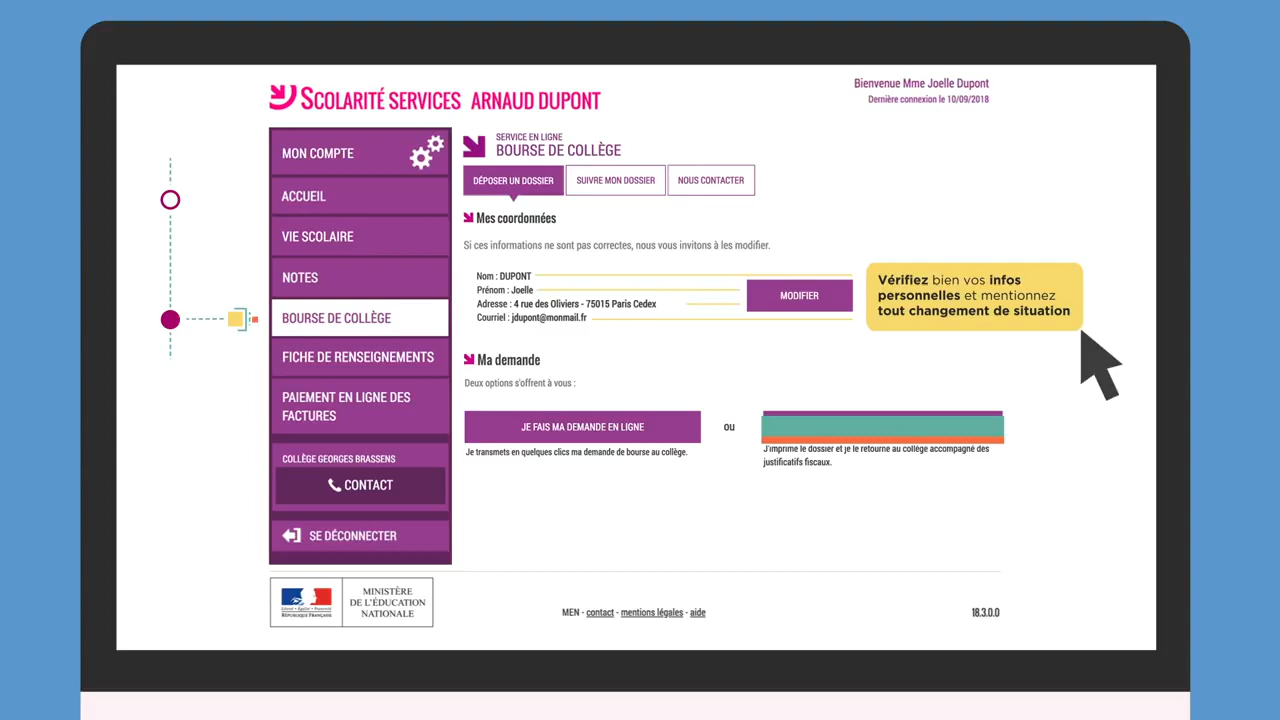 SCOLARITÉ SERVICES ARNAUD DUPONT
Bienvenue Mme Joelle Dupont
Dernière connexion le 10/09/2018
MON COMPTE
ACCUEIL
VIE SCOLAIRE
NOTES
BOURSE DE COLLÈGE
FICHE DE RENSEIGNEMENTS
PAIEMENT EN LIGNE DES
FACTURES
COLLÈGE GEORGES BRASSENS
CONTACT
SE DÉCONNECTER
SERVICE EN LIGNE
BOURSE DE COLLÈGE
DÉPOSER UN DOSSIER
SUIVRE MON DOSSIER
NOUS CONTACTER
Mes coordonnées
Si ces informations ne sont pas correctes, nous vous invitons à les modifier.
Nom : DUPONT
Prénom : Joelle
Adresse : 4 rue des Oliviers - 75015 Paris Cedex
Courriel : jdupont@monmail.fr
MODIFIER
Vérifiez bien vos infos
personnelles et mentionnez
tout changement de situation
Ma demande
Deux options s'offrent à vous :
JE FAIS MA DEMANDE EN LIGNE
ou
Je transmets en quelques clics ma demande de bourse au collège.
J'imprime le dossier et je le retourne au collège accompagné des
justificatifs fiscaux.
Liberté • Égalité • Fraternité
RÉPUBLIQUE FRANÇAISE
MINISTÈRE
DE L'ÉDUCATION
NATIONALE
MEN - contact - mentions légales - aide
18.3.0.0